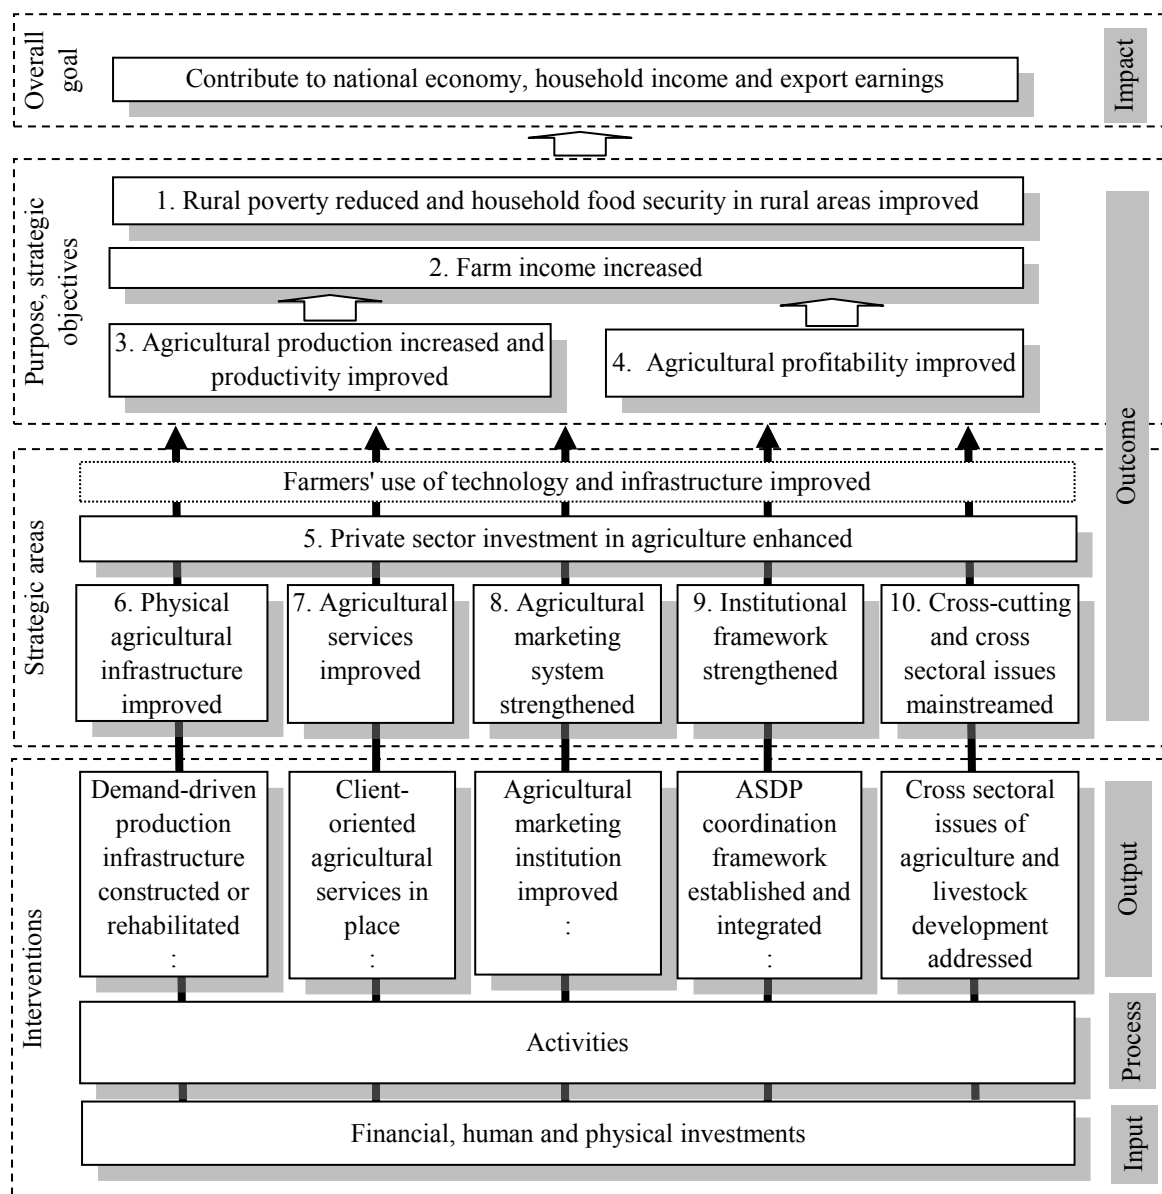 Overall
goal
Contribute to national economy, household income and export earnings
Impact
Purpose, strategic
objectives
1. Rural poverty reduced and household food security in rural areas improved
2. Farm income increased
3. Agricultural production increased and
productivity improved
4. Agricultural profitability improved
Outcome
Strategic areas
Farmers' use of technology and infrastructure improved
5. Private sector investment in agriculture enhanced
6. Physical
agricultural
infrastructure
improved
7. Agricultural
services
improved
8. Agricultural
marketing
system
strengthened
9. Institutional
framework
strengthened
10. Cross-cutting
and cross
sectoral issues
mainstreamed
Interventions
Demand-driven
production
infrastructure
constructed or
rehabilitated
:
Client-
oriented
agricultural
services in
place
:
Agricultural
marketing
institution
improved
:
ASDP
coordination
framework
established and
integrated
:
Cross sectoral
issues of
agriculture and
livestock
development
addressed
Output
Activities
Process
Financial, human and physical investments
Input